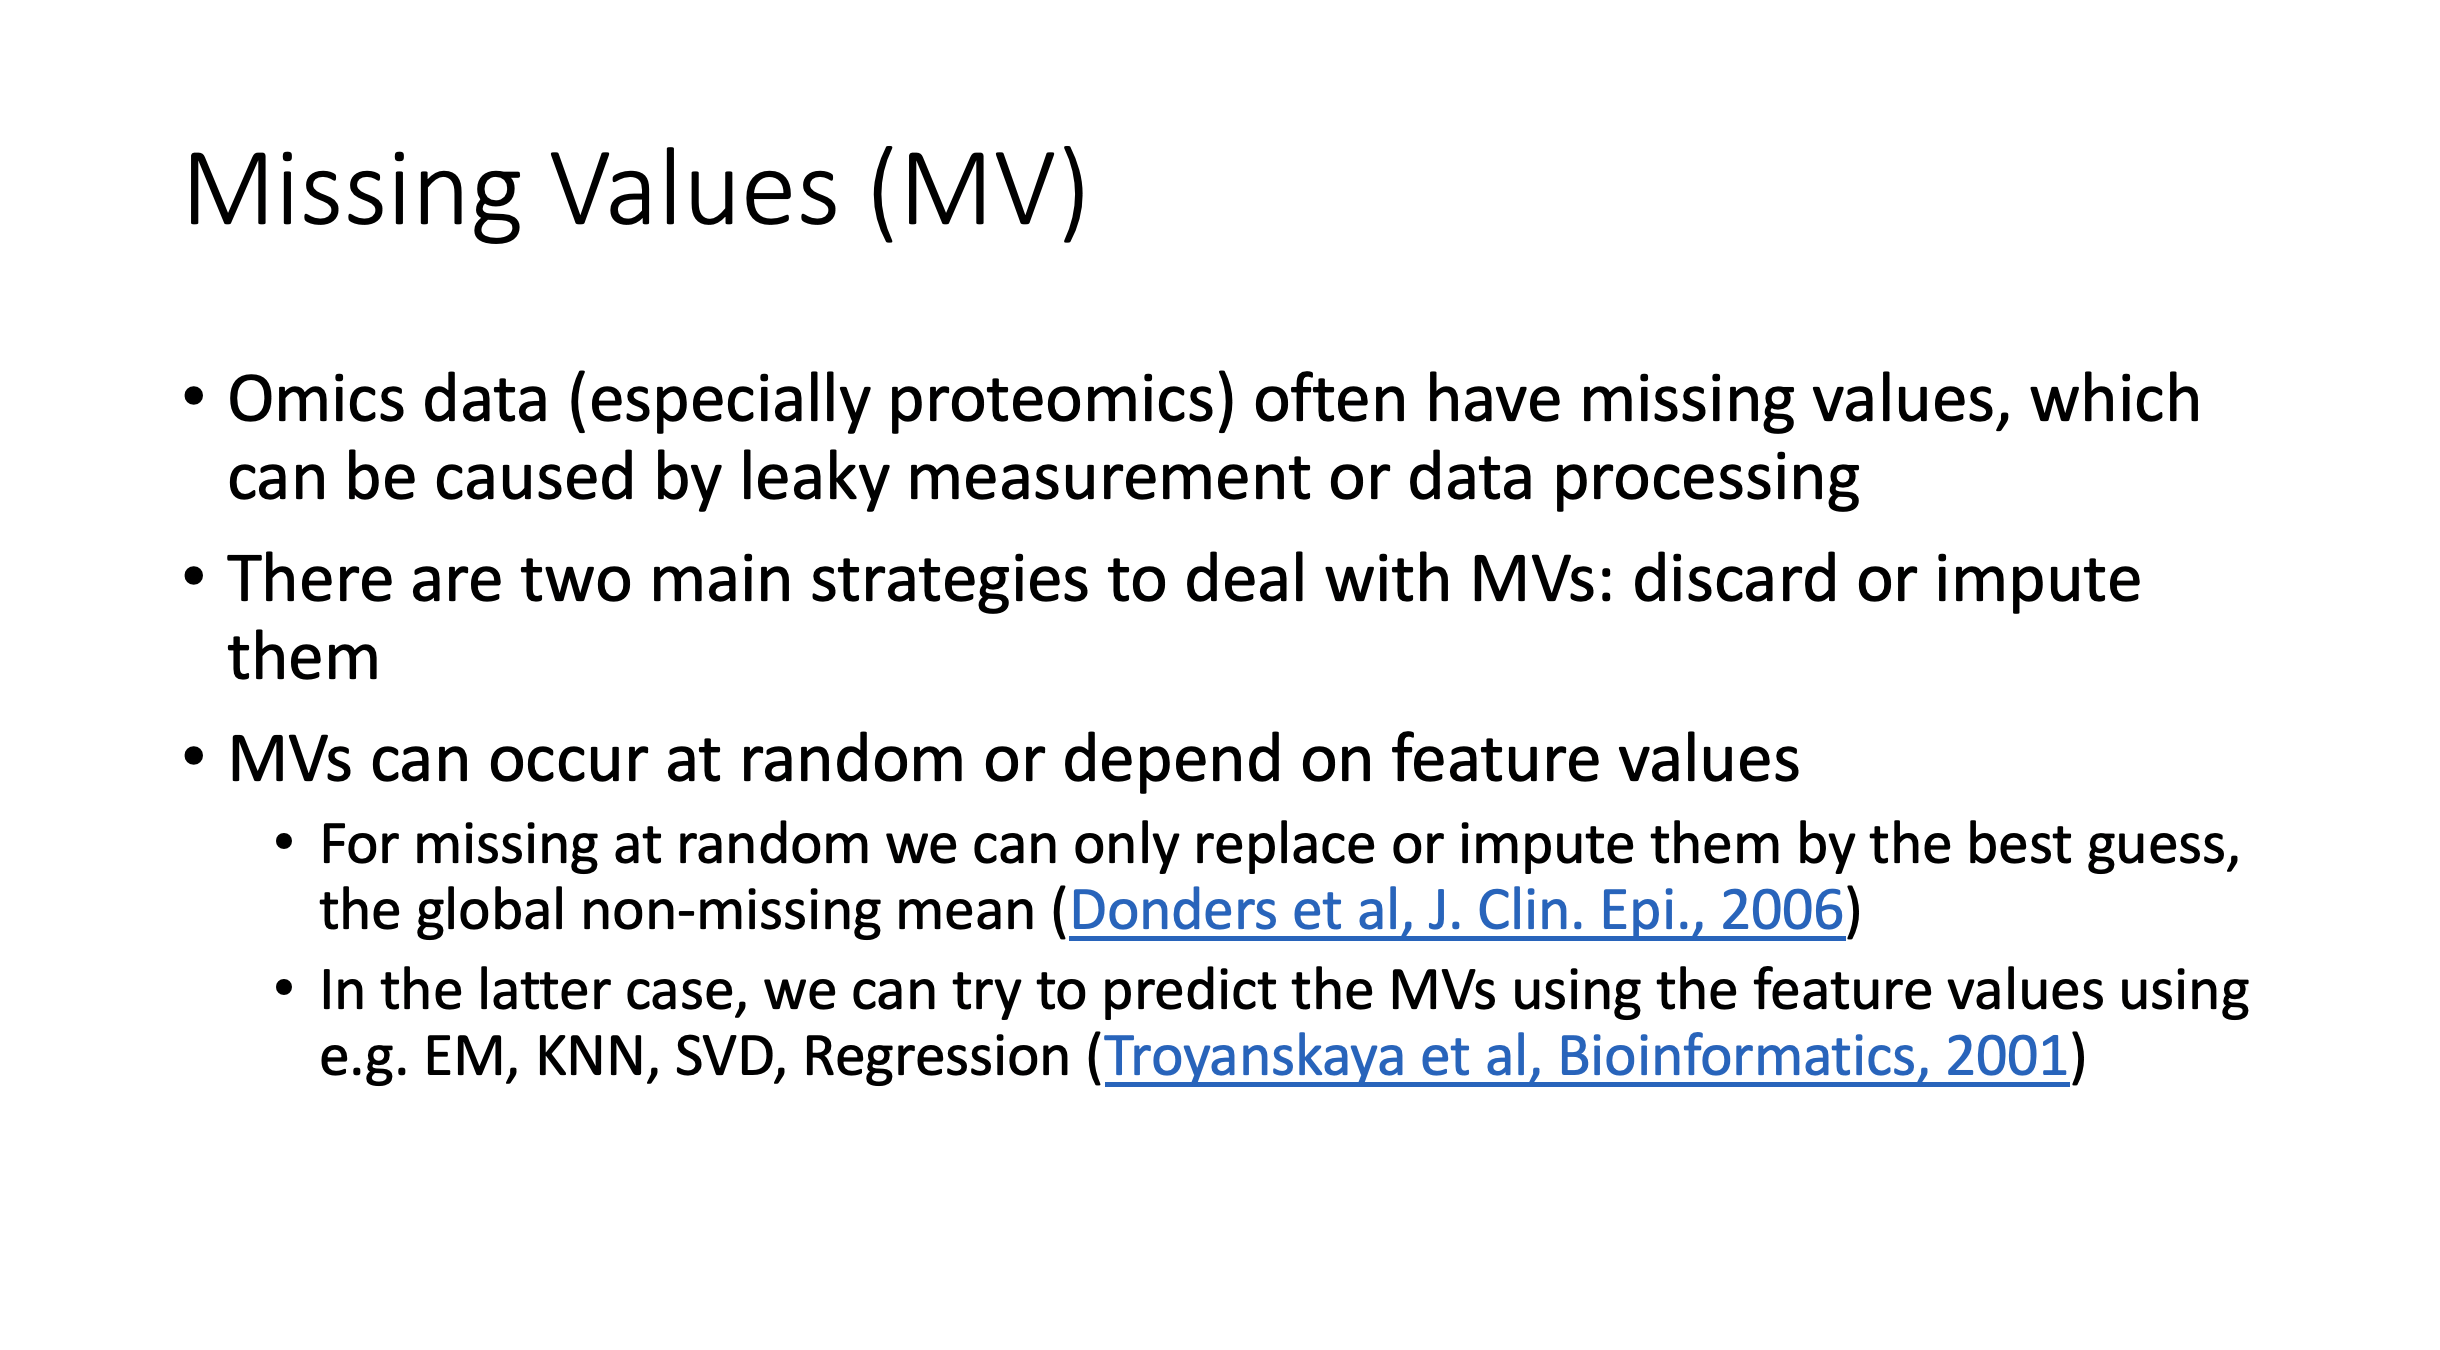 Missing Values (MV)
• Omics data (especially proteomics) often have missing values, which
can be caused by leaky measurement or data processing
• There are two main strategies to deal with MVs: discard or impute
them
• MVs can occur at random or depend on feature values
• For missing at random we can only replace or impute them by the best guess,
the global non-missing mean (Donders et al, J. Clin. Epi., 2006)
• In the latter case, we can try to predict the MVs using the feature values using
e.g. EM, KNN, SVD, Regression (Troyanskaya et al, Bioinformatics, 2001)